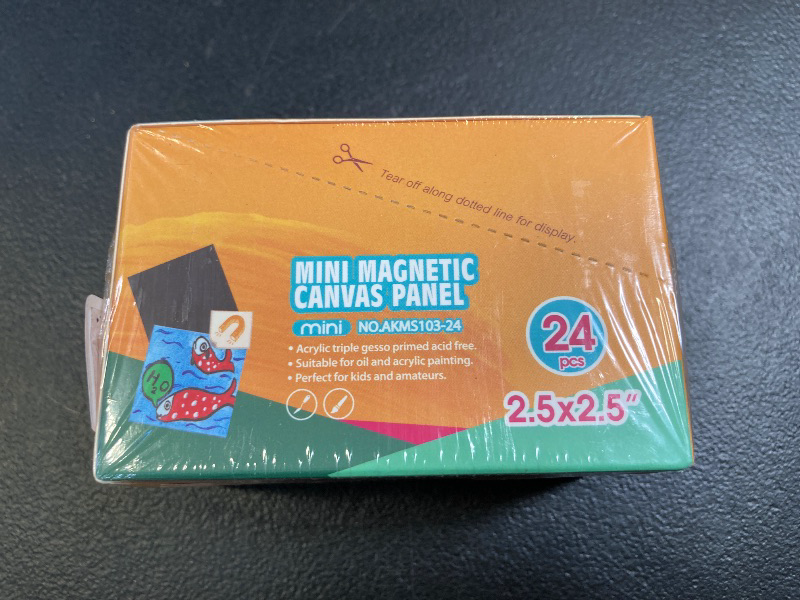 Tear off along dotted line for display.
MINI MAGNETIC
CANVAS PANEL
mini NO.AKMS103-24
• Acrylic triple gesso primed acid free.
• Suitable for oil and acrylic painting.
• Perfect for kids and amateurs.
24
pcs
2.5x2.5"
H2O